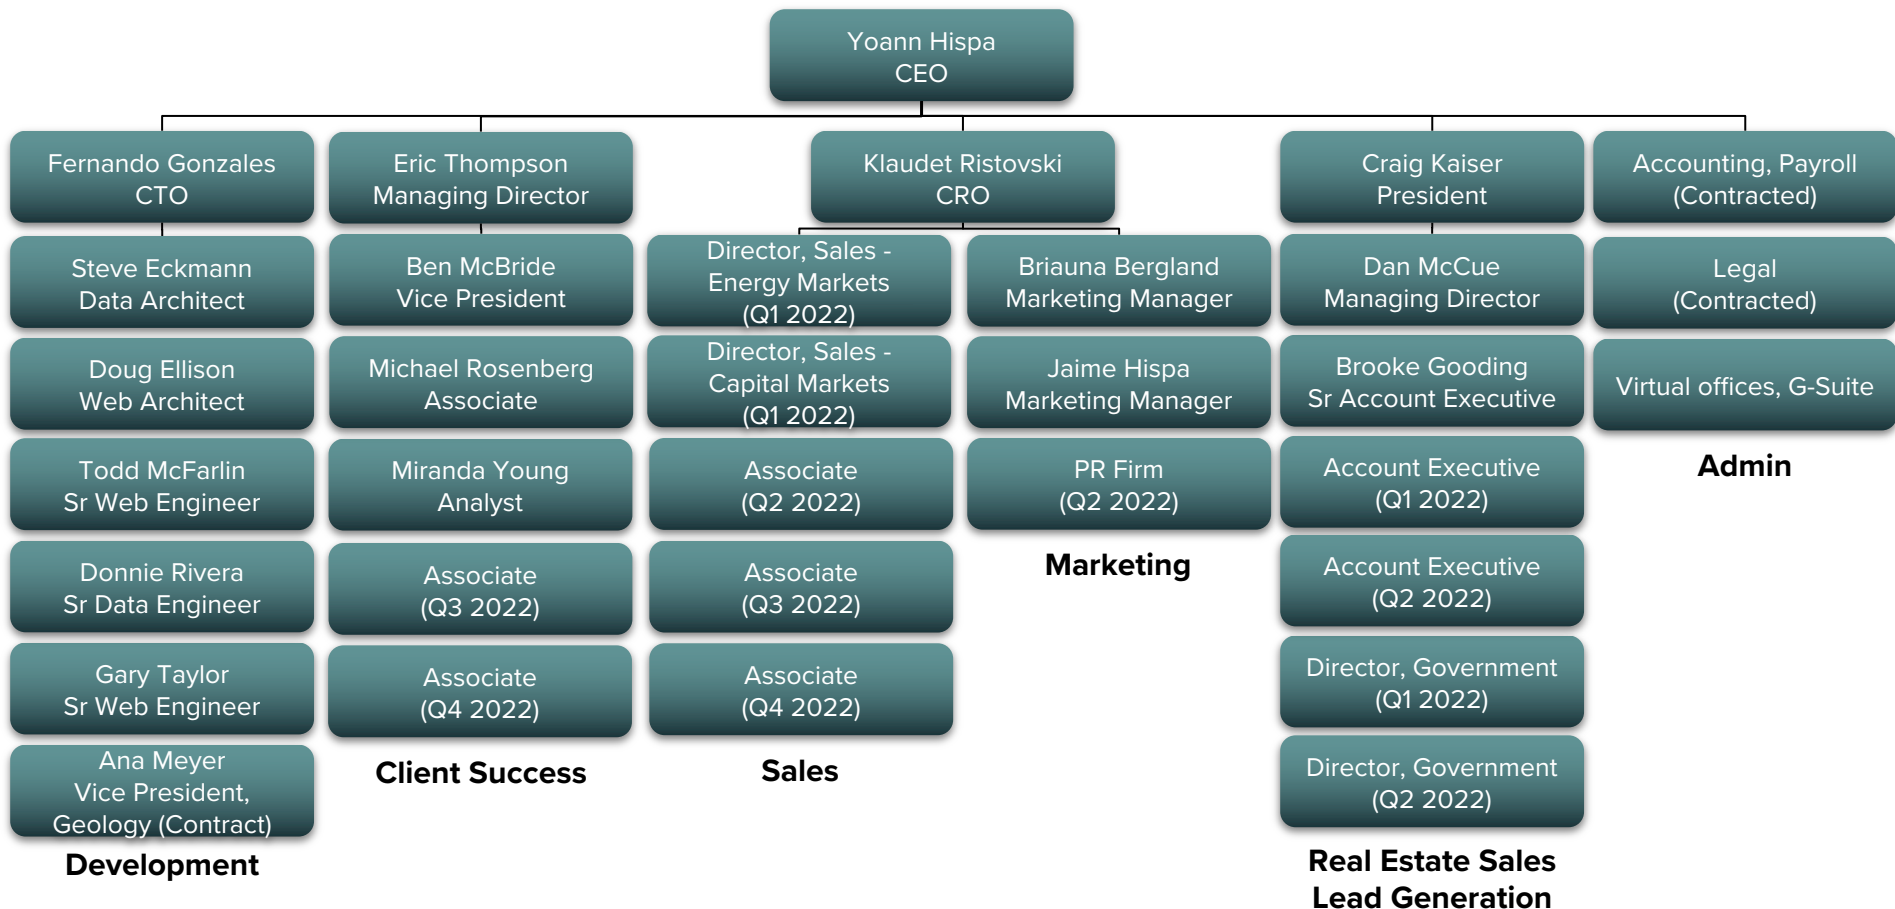 Yoann Hispa
CEO
Fernando Gonzales
CTO
Steve Eckmann
Data Architect
Doug Ellison
Web Architect
Todd McFarlin
Sr Web Engineer
Donnie Rivera
Sr Data Engineer
Gary Taylor
Sr Web Engineer
Ana Meyer
Vice President,
Geology (Contract)
Development
Eric Thompson
Managing Director
Ben McBride
Vice President
Michael Rosenberg
Associate
Miranda Young
Analyst
Associate
(Q3 2022)
Associate
(Q4 2022)
Client Success
Klaudet Ristovski
CRO
Director, Sales -
Energy Markets
(Q1 2022)
Director, Sales -
Capital Markets
(Q1 2022)
Associate
(Q2 2022)
Associate
(Q3 2022)
Associate
(Q4 2022)
Sales
Briauna Bergland
Marketing Manager
Jaime Hispa
Marketing Manager
PR Firm
(Q2 2022)
Marketing
Craig Kaiser
President
Dan McCue
Managing Director
Brooke Gooding
Sr Account Executive
Account Executive
(Q1 2022)
Account Executive
(Q2 2022)
Director, Government
(Q1 2022)
Director, Government
(Q2 2022)
Real Estate Sales
Lead Generation
Accounting, Payroll
(Contracted)
Legal
(Contracted)
Virtual offices, G-Suite
Admin